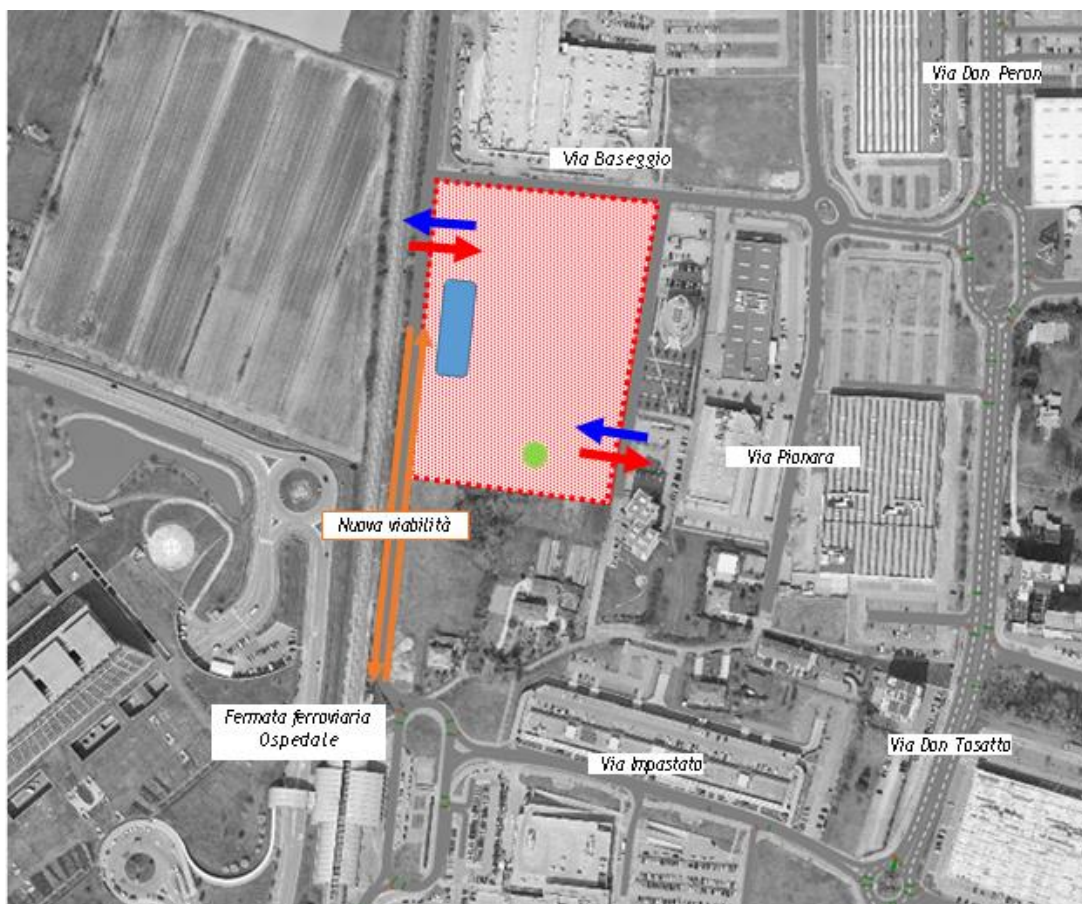 Via Don Peron
Via Baseggio
Via Pionara
Nuova viabilità
Fermata ferroviaria
Ospedale
Via Impastato
Via Don Tosatto